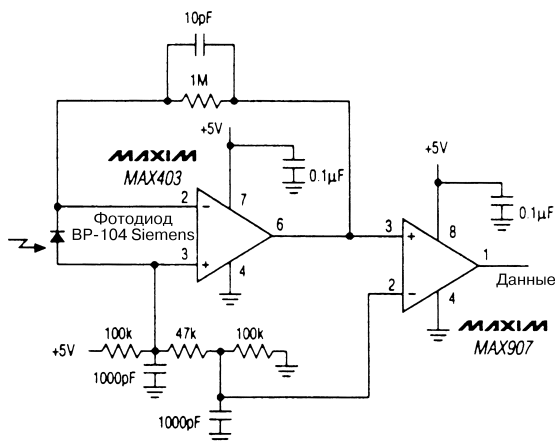 10pF
1M
+5V
MAXIM
MAX403
0.1µF
+5V
2
7
0.1µF
Фотодиод
BP-104 Siemens
6
3
8
1
3
4
2
Данные
4
MAXIM
MAX907
+5V
100k
47k
100k
1000pF
1000pF